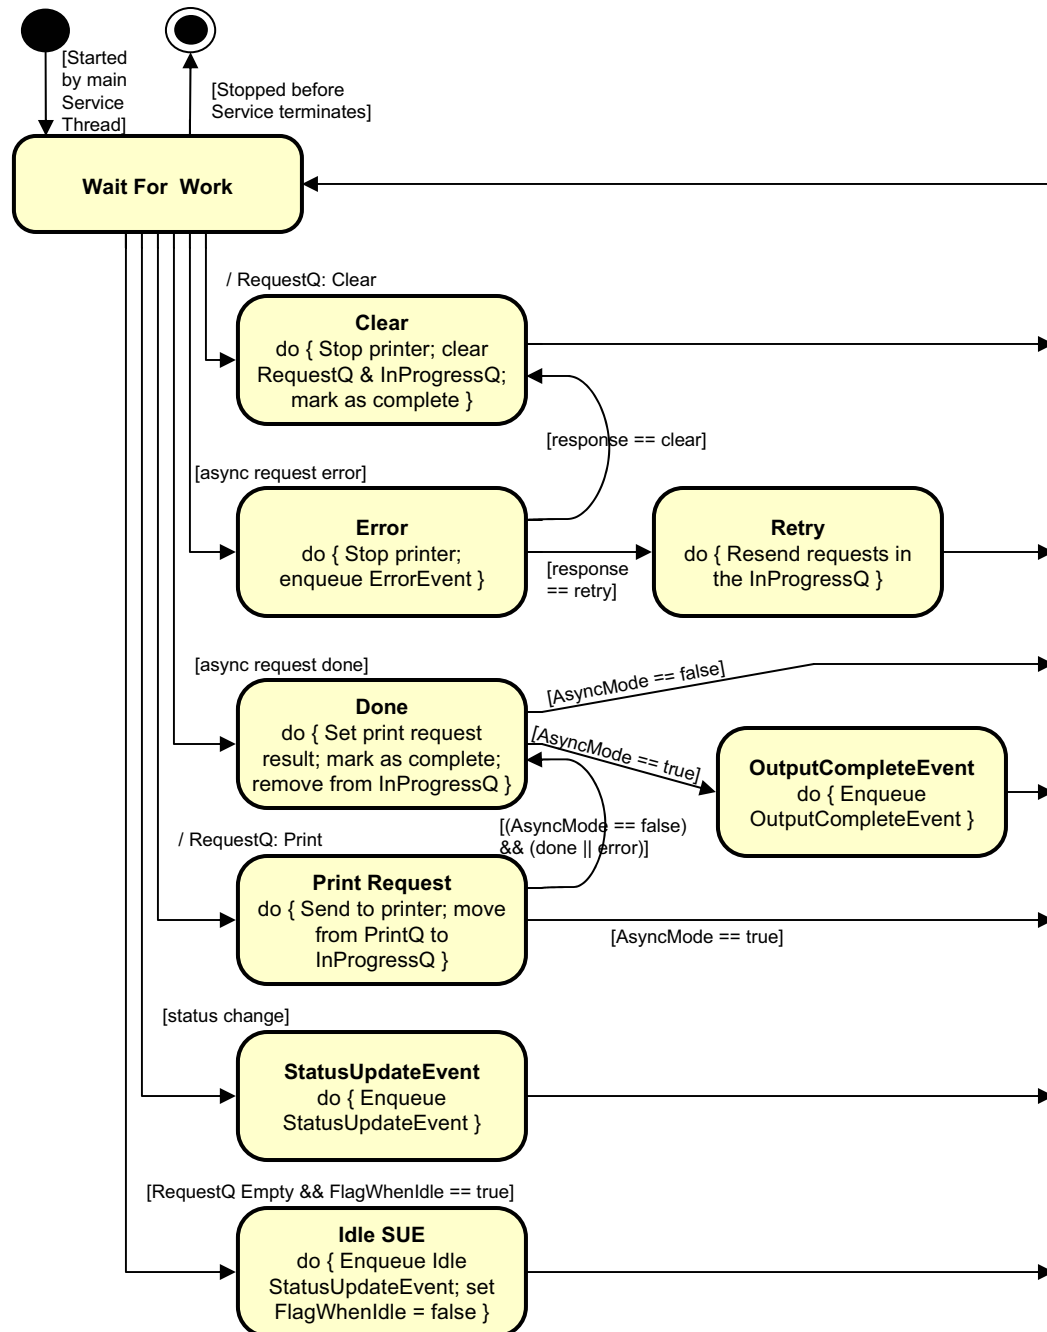 [Started
by main
Service
Thread]
[Stopped before
Service terminates]
Wait For Work
/ RequestQ: Clear
Clear
do { Stop printer; clear
RequestQ & InProgressQ;
mark as complete }
[response == clear]
[async request error]
Error
do { Stop printer;
enqueue ErrorEvent }
[response
== retry]
Retry
do { Resend requests in
the InProgressQ }
[async request done]
Done
do { Set print request
result; mark as complete;
remove from InProgressQ }
[AsyncMode == false]
[AsyncMode == true]
OutputCompleteEvent
do { Enqueue
OutputCompleteEvent }
[(AsyncMode == false)
&& (done || error)]
/ RequestQ: Print
Print Request
do { Send to printer; move
from PrintQ to
InProgressQ }
[AsyncMode == true]
[status change]
StatusUpdateEvent
do { Enqueue
StatusUpdateEvent }
[RequestQ Empty && FlagWhenIdle == true]
Idle SUE
do { Enqueue Idle
StatusUpdateEvent; set
FlagWhenIdle = false }